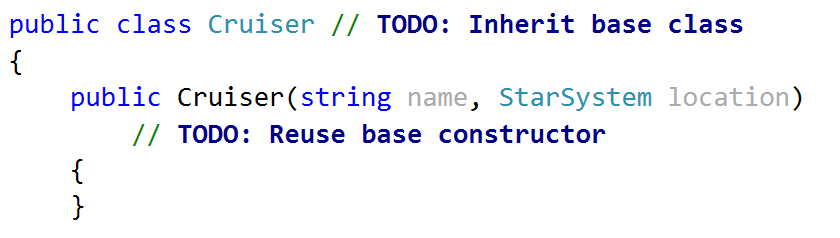 public class Cruiser // TODO: Inherit base class
{
    public Cruiser(string name, StarSystem location)
        // TODO: Reuse base constructor
    {
    }